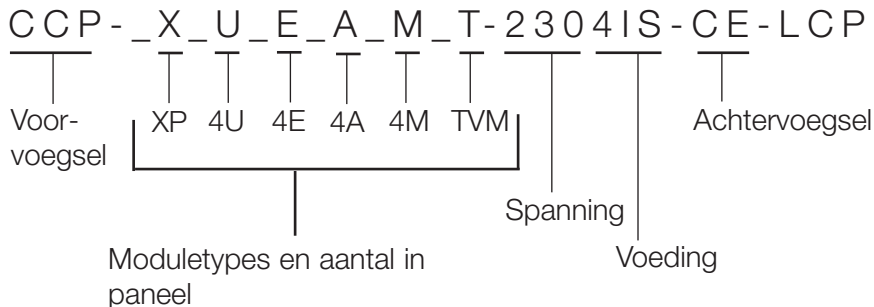 CCP-_X_U_E_A_M_T-2304IS-CE-LCP
Voor-
voegsel
XP 4U 4E 4A 4M TVM
Achtervoegsel
Spanning
Voeding
Moduletypes en aantal in
paneel